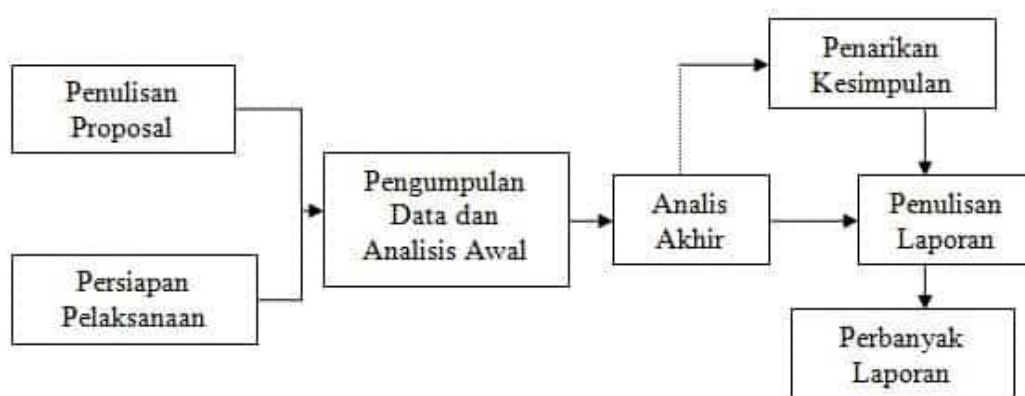 Penulisan
Proposal
Persiapan
Pelaksanaan
Pengumpulan
Data dan
Analisis Awal
Analis
Akhir
Penarikan
Kesimpulan
Penulisan
Laporan
Perbanyak
Laporan